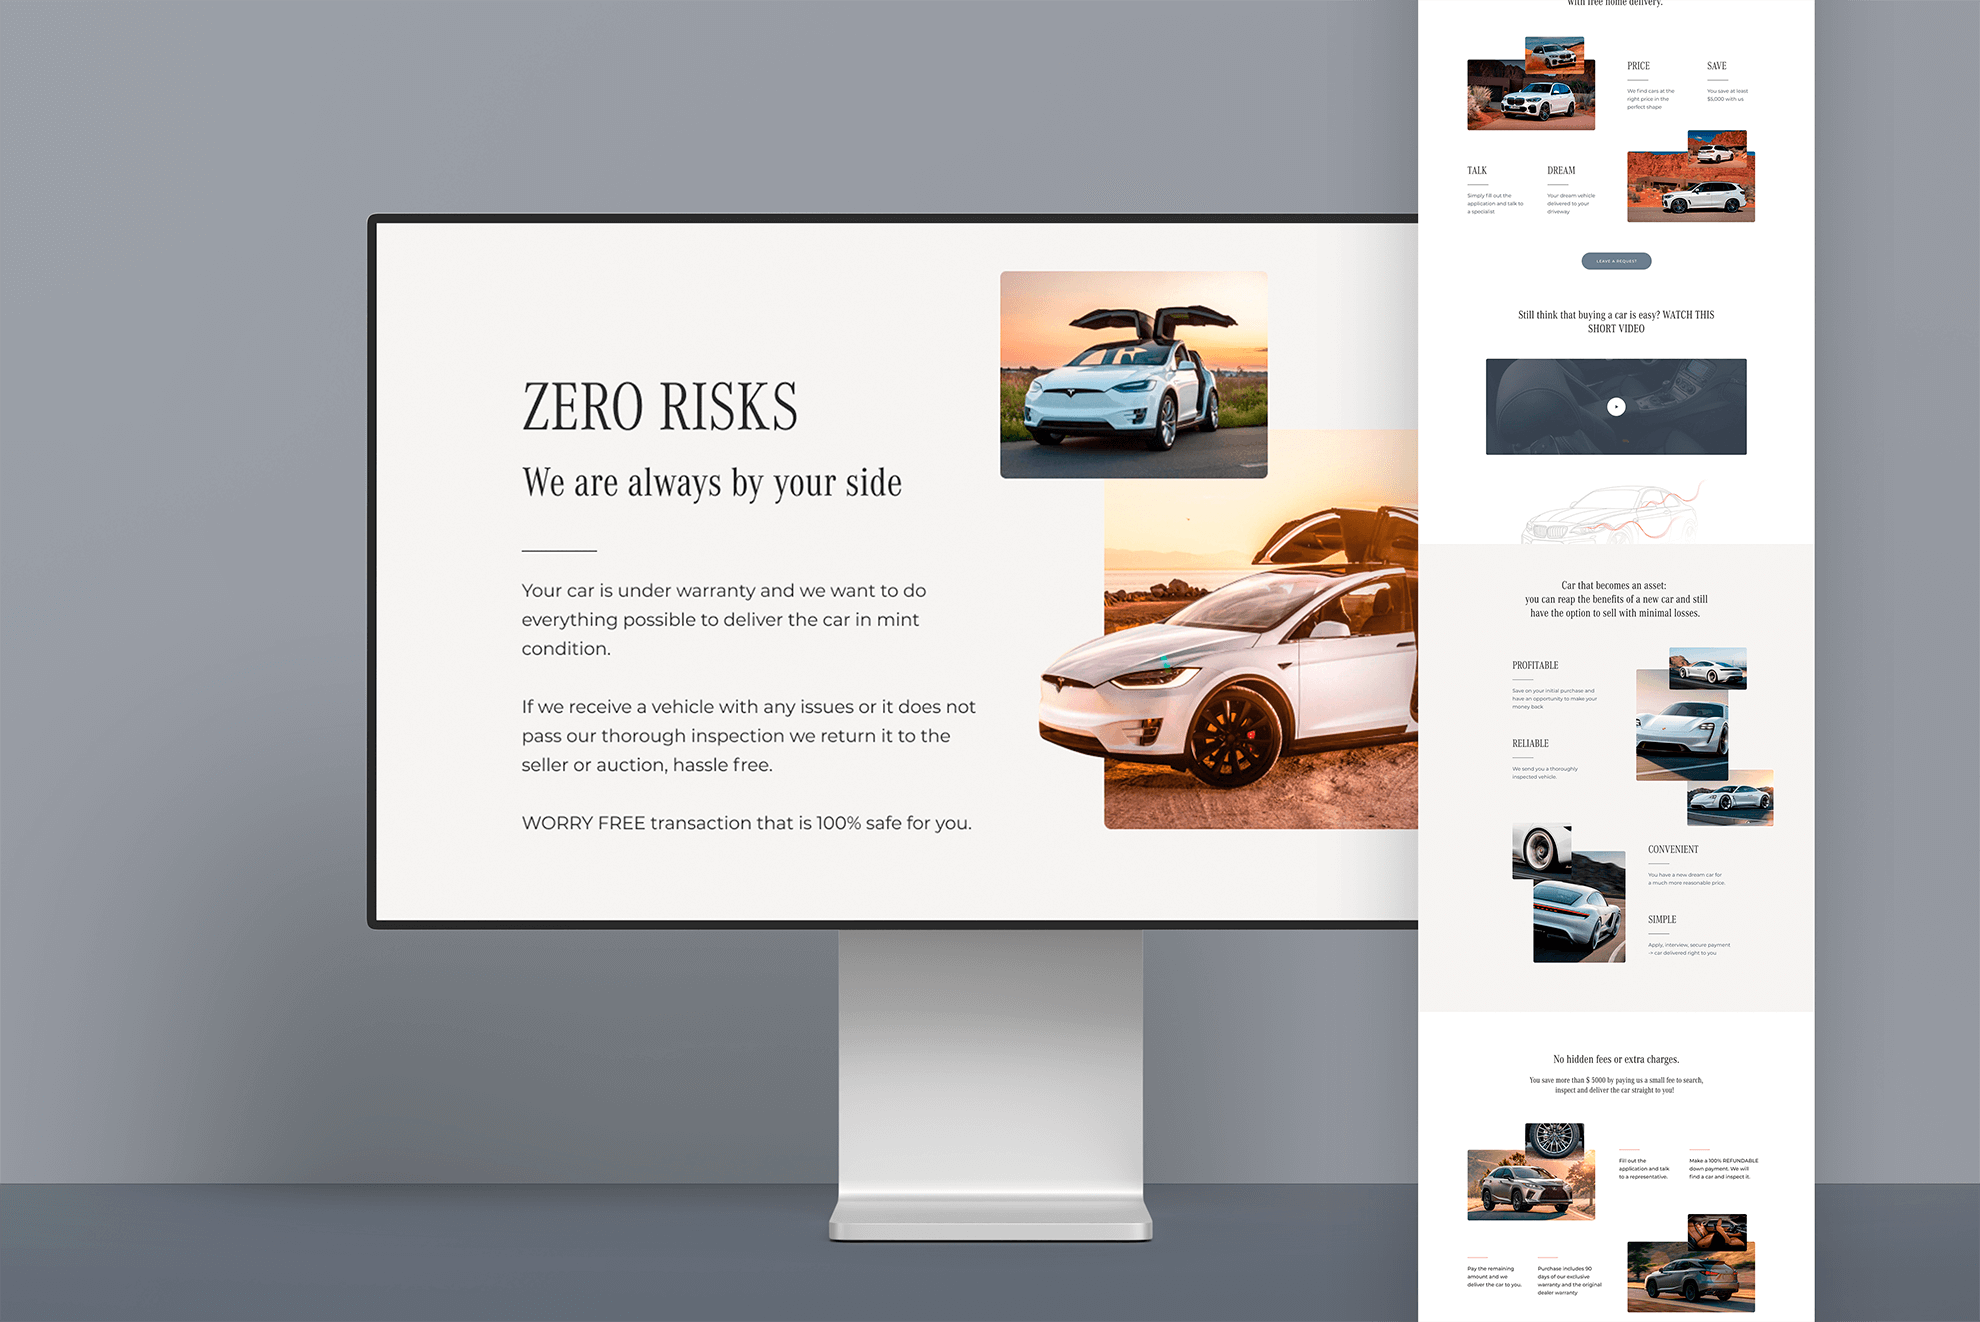 ZERO RISKS
We are always by your side
Your car is under warranty and we want to do
everything possible to deliver the car in mint
condition.
If we receive a vehicle with any issues or it does not
pass our thorough inspection we return it to the
seller or auction, hassle free.
WORRY FREE transaction that is 100% safe for you.
with free home delivery.
PRICE
We find cars at the
right price in the
perfect shape
SAVE
You save at least
$5,000 with us
TALK
Simply fill out the
application and talk to
a specialist
DREAM
Your dream vehicle
delivered to your
driveway
LEAVE A REQUEST
Still think that buying a car is easy? WATCH THIS
SHORT VIDEO
Car that becomes an asset:
you can reap the benefits of a new car and still
have the option to sell with minimal losses.
PROFITABLE
Save on your initial purchase and
have an opportunity to make your
money back
RELIABLE
We send you a thoroughly
inspected vehicle.
CONVENIENT
You have a new dream car for
a much more reasonable price.
SIMPLE
Apply, interview, secure payment
→ car delivered right to you
No hidden fees or extra charges.
You save more than $ 5000 by paying us a small fee to search,
inspect and deliver the car straight to you!
Fill out the
application and talk
to a representative.
Make a 100% REFUNDABLE
down payment. We will
find a car and inspect it.
Pay the remaining
amount and we
deliver the car to you.
Purchase includes 90
days of our exclusive
warranty and the original
dealer warranty